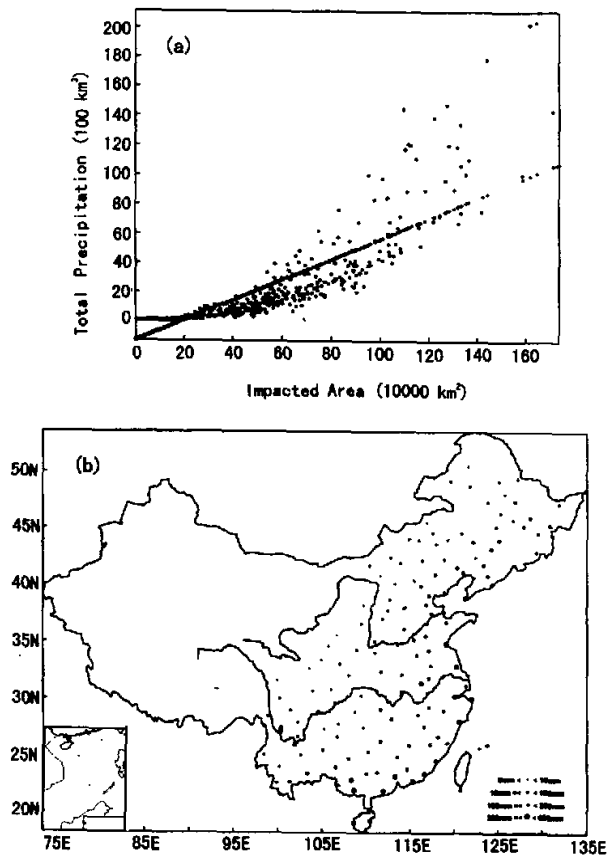 (a)
Total Precipitation (100 km³)
200
180
160
140
120
100
80
60
40
20
0
0 20 40 60 80 100 120 140 160
Impacted Area (10000 km²)
(b)
50N
45N
40N
35N
30N
25N
20N
75E 85E 95E 105E 115E 125E 135E